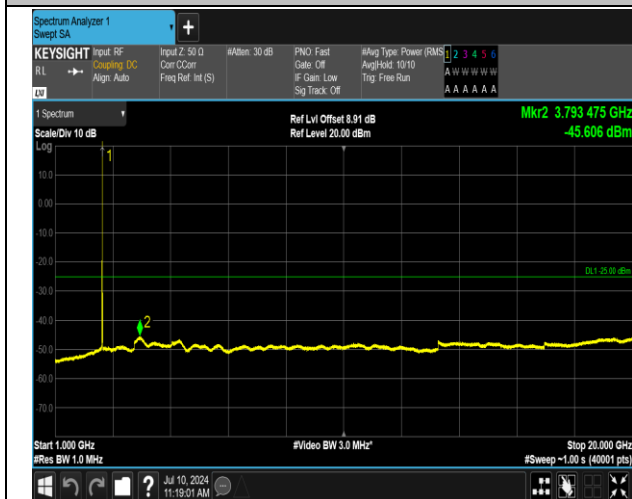 Spectrum Analyzer 1
Swept SA
+
KEYSIGHT
RL
Input: RF
Coupling: DC
Align: Auto
Input Z: 50 Ω
Corr CCorr
Freq Ref: Int (S)
#Atten: 30 dB
PNO: Fast
Gate: Off
IF Gain: Low
Sig Track: Off
#Avg Type: Power (RMS
Avg|Hold: 10/10
Trig: Free Run
1 2 3 4 5 6
A W W W W W
A A A A A A
LXI
1 Spectrum
Scale/Div 10 dB
Log
Ref Lvl Offset 8.91 dB
Ref Level 20.00 dBm
Mkr2 3.793 475 GHz
-45.606 dBm
1
10.0
0.00
-10.0
-20.0
DL1 -25.00 dBm
-30.0
-40.0
2
-50.0
-60.0
-70.0
Start 1.000 GHz
#Res BW 1.0 MHz
#Video BW 3.0 MHz*
Stop 20.000 GHz
#Sweep ~1.00 s (40001 pts)
?
Jul 10, 2024
11:19:01 AM